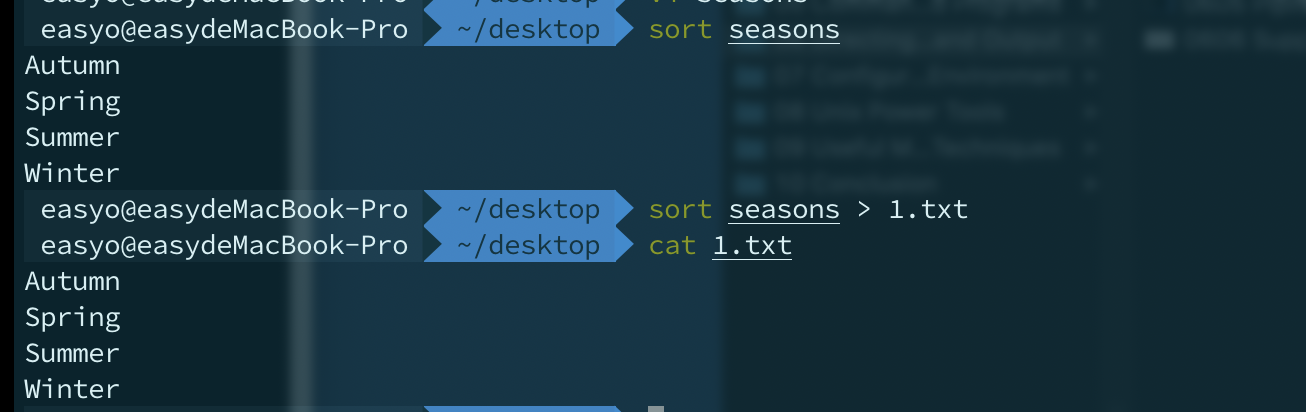 easyo@easydeMacBook-Pro ~/desktop sort seasons
Autumn
Spring
Summer
Winter
easyo@easydeMacBook-Pro ~/desktop sort seasons > 1.txt
easyo@easydeMacBook-Pro ~/desktop cat 1.txt
Autumn
Spring
Summer
Winter